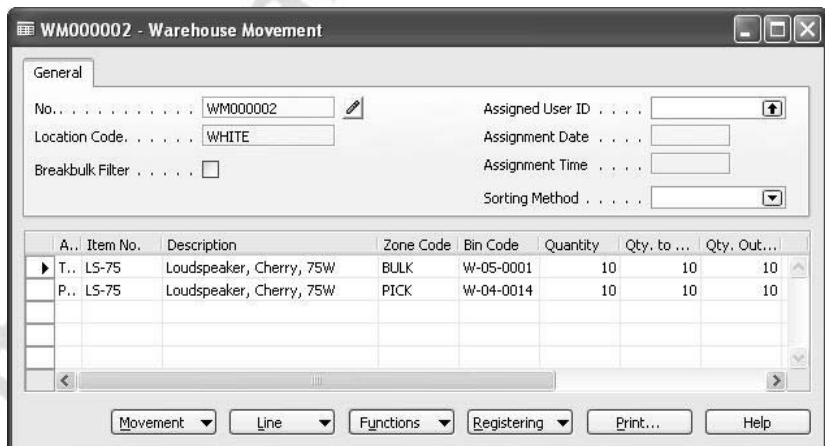 WM000002 - Warehouse Movement
General
No. . . . . . . . . . . . . WM000002
Location Code. . . . . . WHITE
Breakbulk Filter . . . . .
Assigned User ID . . . .
Assignment Date . . . .
Assignment Time . . . .
Sorting Method . . . . .
A.. Item No. Description Zone Code Bin Code Quantity Qty. to ... Qty. Out...
T.. LS-75 Loudspeaker, Cherry, 75W BULK W-05-0001 10 10 10
P.. LS-75 Loudspeaker, Cherry, 75W PICK W-04-0014 10 10 10
Movement Line Functions Registering Print... Help